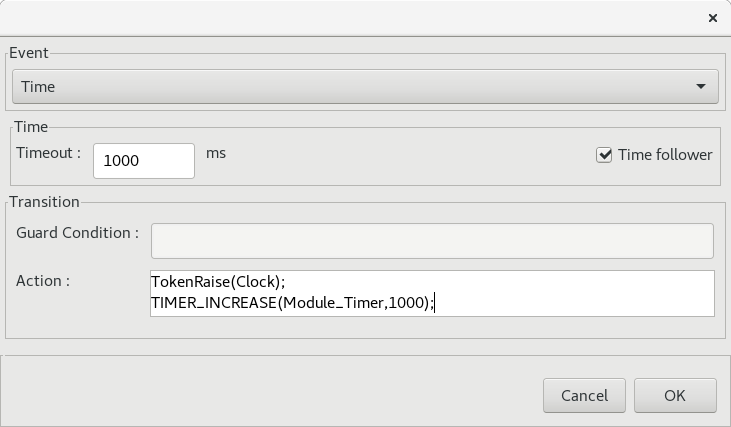 Event
Time
Time
Timeout : 1000 ms Time follower
Transition
Guard Condition :
Action : TokenRaise(Clock);
TIMER_INCREASE(Module_Timer,1000);
Cancel OK